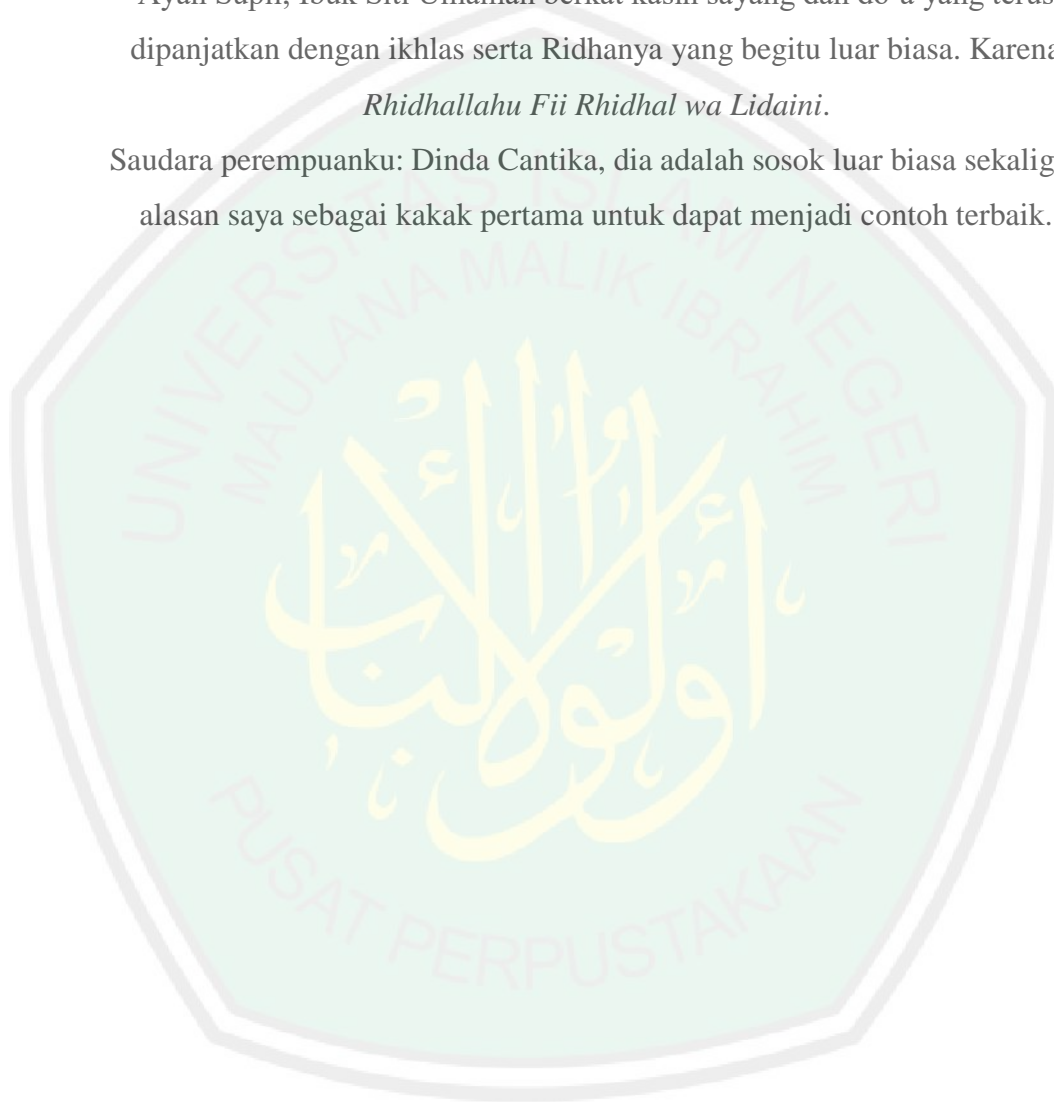 dipanjatkan dengan ikhlas serta Ridhanya yang begitu luar biasa. Karena
Rhidhallahu Fii Rhidhal wa Lidaini.
Saudara perempuanku: Dinda Cantika, dia adalah sosok luar biasa sekalig
alasan saya sebagai kakak pertama untuk dapat menjadi contoh terbaik.
UNIVERSITAS ISLAM NEGERI
MAULANA MALIK IBRAHIM
أولوا الألباب
PUSAT PERPUSTAKAAN